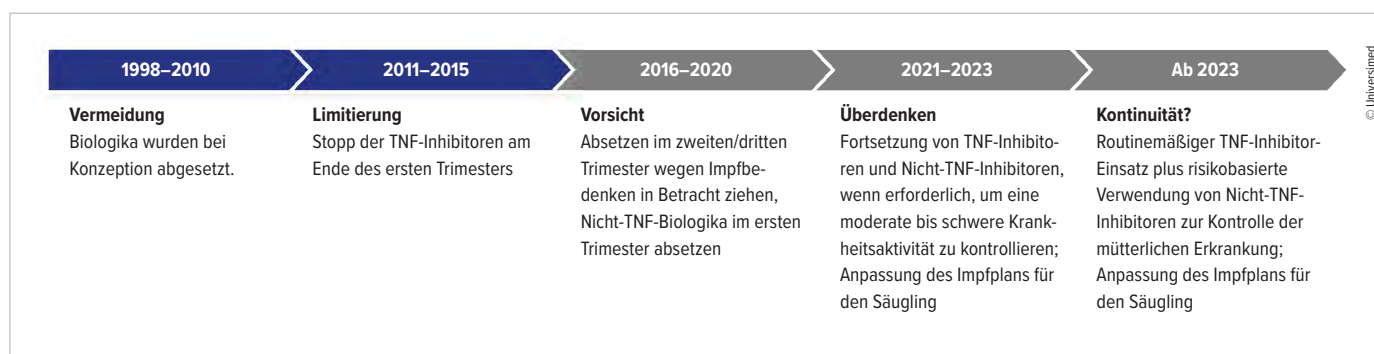 1998–2010
2011–2015
2016–2020
2021–2023
Ab 2023
Vermeidung
Biologika wurden bei
Konzeption abgesetzt.
Limitierung
Stopp der TNF-Inhibitoren am
Ende des ersten Trimesters
Vorsicht
Absetzen im zweiten/dritten
Trimester wegen Impfbe-
denken in Betracht ziehen,
Nicht-TNF-Biologika im ersten
Trimester absetzen
Überdenken
Fortsetzung von TNF-Inhibito-
ren und Nicht-TNF-Inhibitoren,
wenn erforderlich, um eine
moderate bis schwere Krank-
heitsaktivität zu kontrollieren;
Anpassung des Impfplans für
den Säugling
Kontinuität?
Routinemäßiger TNF-Inhibitor-
Einsatz plus risikobasierte
Verwendung von Nicht-TNF-
Inhibitoren zur Kontrolle der
mütterlichen Erkrankung;
Anpassung des Impfplans für
den Säugling
© Universimed